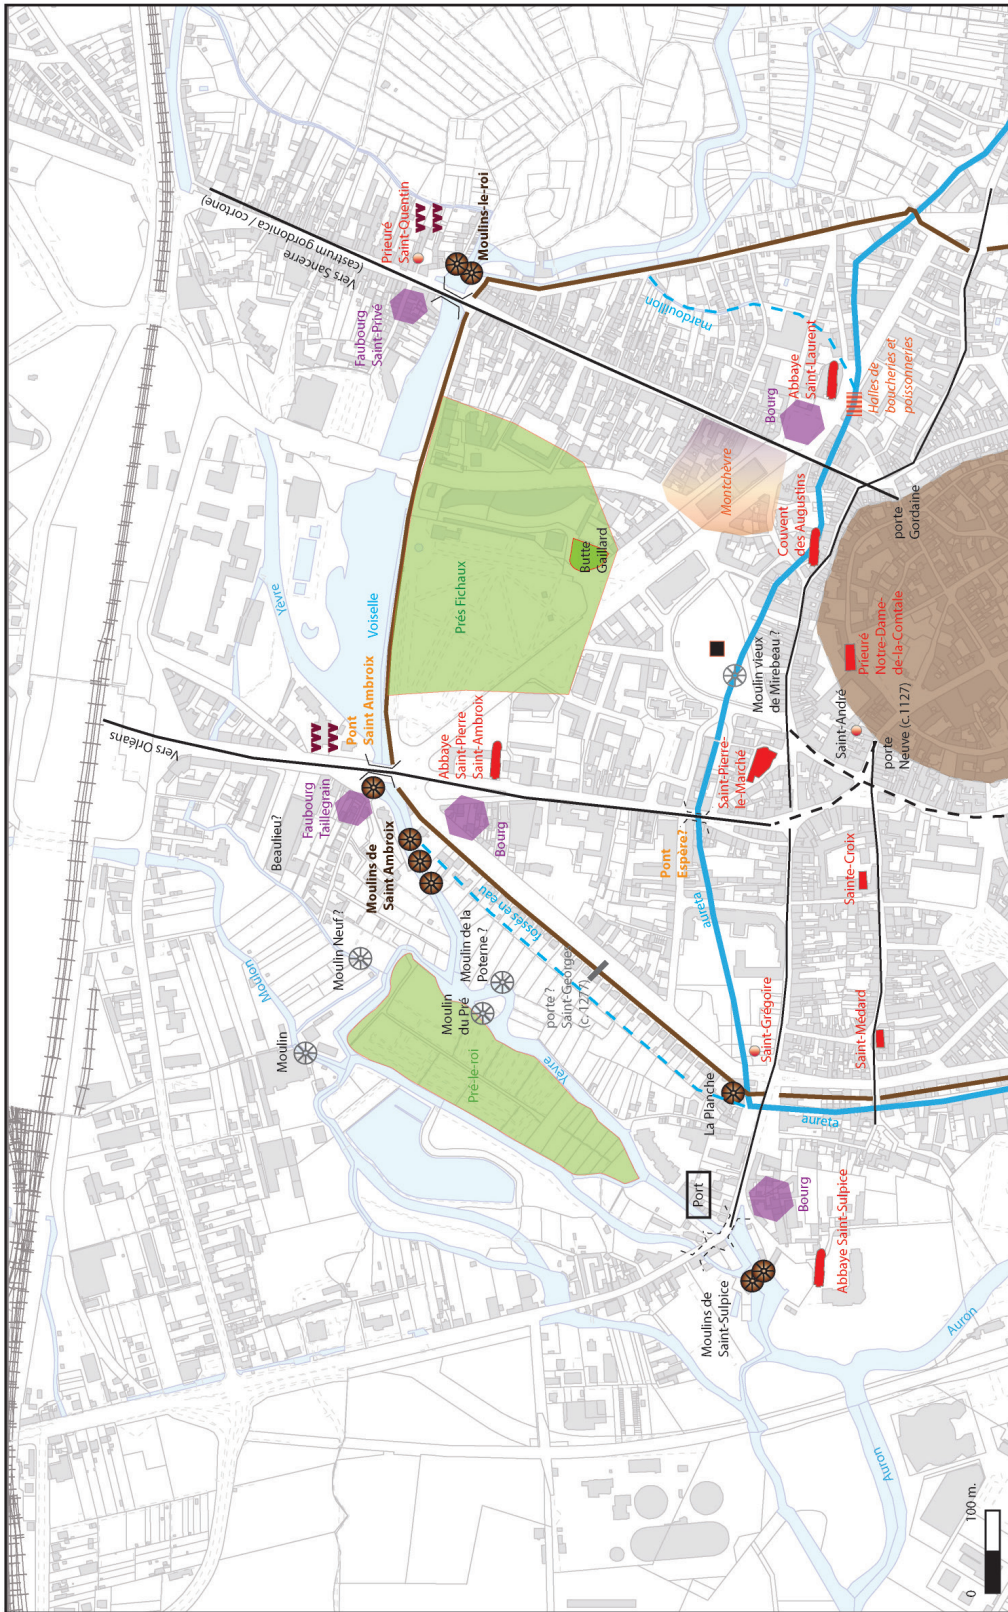 Vers Sancerre
(castrum gordonica / cortone)
Prieuré
Saint-Quentin
Moulins-le-roi
Faubourg
Saint-Privé
mardouillon
Abbaye
Saint-Laurent
Halles de
boucheries et
poissonneries
Bourg
Montchevre
Couvent
des Augustins
porte
Gordaine
Butte
Gaillard
Prés Fichaux
Yèvre
Voiselle
Pont
Saint Ambroix
Vers Orléans
Abbaye
Saint-Pierre
Saint-Ambroix
Bourg
Faubourg
Taillegrain
Beaulieu?
Moulins de
Saint Ambroix
fossés en eau
Moulin vieux
de Mirebeau ?
Prieuré
Notre-Dame-
de-la-Comtale
Saint-André
porte
Neuve (c.1127)
Saint-Pierre-
le-Marché
Pont
Espère?
aureta
Sainte-Croix
Moulon
Moulin Neuf ?
Moulin
Moulin de la
Poterne ?
Moulin
du Pré
porte ?
Saint-Georges
(c.1277)
Pré-le-roi
Yèvre
Saint-Grégoire
Saint-Médard
La Planche
aureta
Port
Bourg
Abbaye Saint-Sulpice
Moulins de
Saint-Sulpice
Auron
Auron
0 100 m.